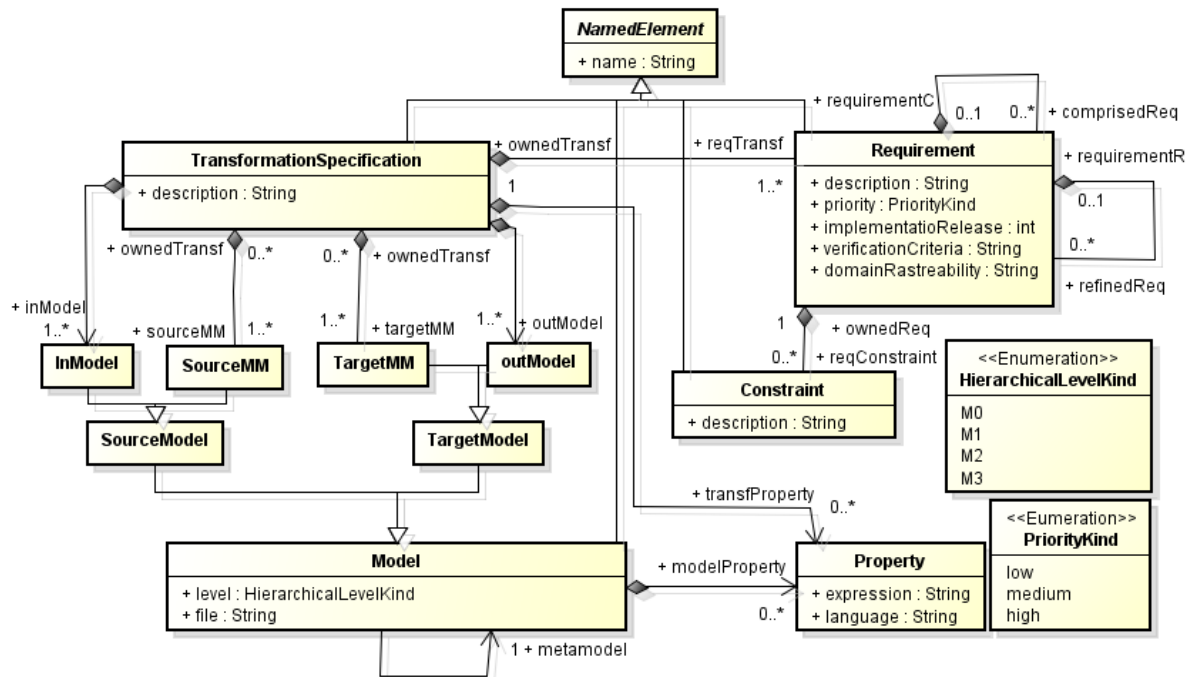 NamedElement
+ name : String
+ requirementC
0..1
0..*
+ comprisedReq
+ ownedTransf
+ reqTransf
1
1..*
TransformationSpecification
+ description : String
Requirement
+ description : String
+ priority : PriorityKind
+ implementatioRelease : int
+ verificationCriteria : String
+ domainRastreability : String
+ requirementR
0..1
0..*
+ refinedReq
+ ownedTransf
0..*
0..*
+ ownedTransf
+ inModel
1..*
+ sourceMM
1..*
1..*
+ targetMM
1..*
+ outModel
1
+ ownedReq
0..*
+ reqConstraint
InModel
SourceMM
TargetMM
outModel
Constraint
+ description : String
<<Enumeration>>
HierarchicalLevelKind
M0
M1
M2
M3
SourceModel
TargetModel
+ transfProperty
0..*
<<Eumeration>>
PriorityKind
low
medium
high
Model
+ level : HierarchicalLevelKind
+ file : String
+ modelProperty
0..*
Property
+ expression : String
+ language : String
1 + metamodel